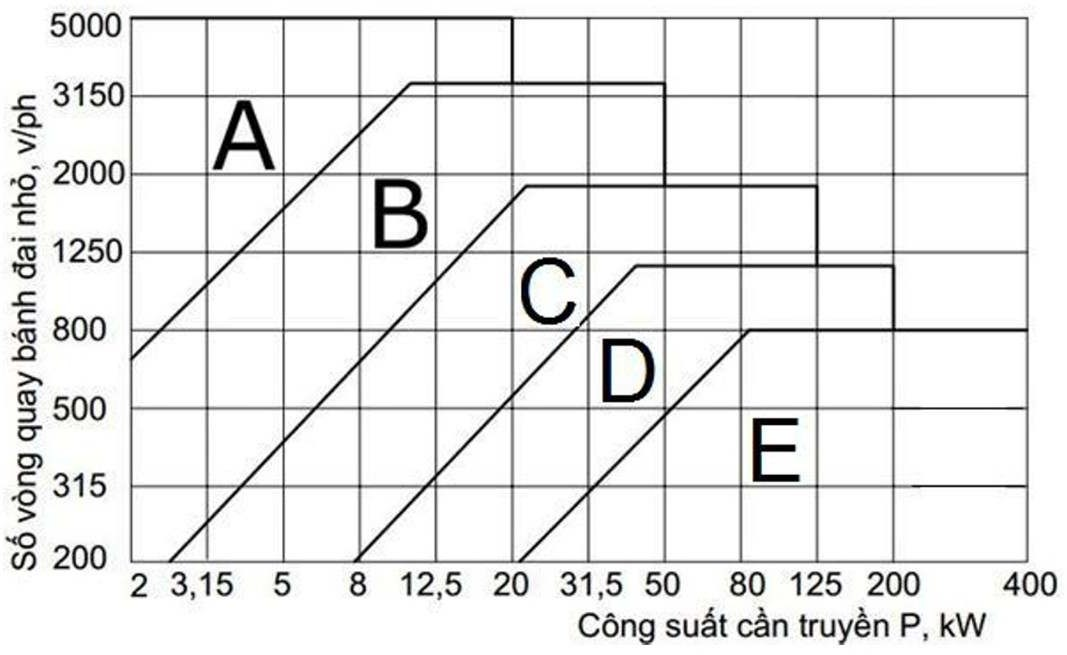 5000
3150
2000
1250
800
500
315
200
Số vòng quay bánh đai nhỏ, v/ph
A
B
C
D
E
2 3,15 5 8 12,5 20 31,5 50 80 125 200 400
Công suất cần truyền P, kW